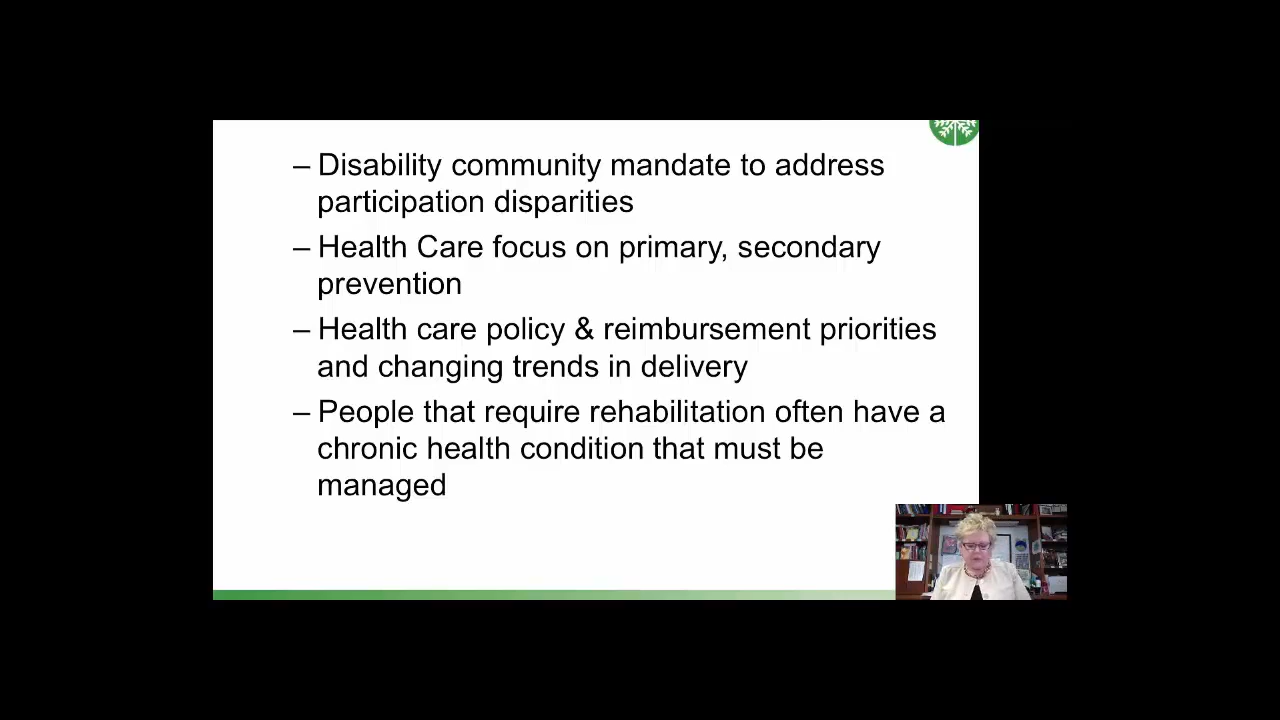 – Disability community mandate to address
participation disparities
– Health Care focus on primary, secondary
prevention
– Health care policy & reimbursement priorities
and changing trends in delivery
– People that require rehabilitation often have a
chronic health condition that must be
managed